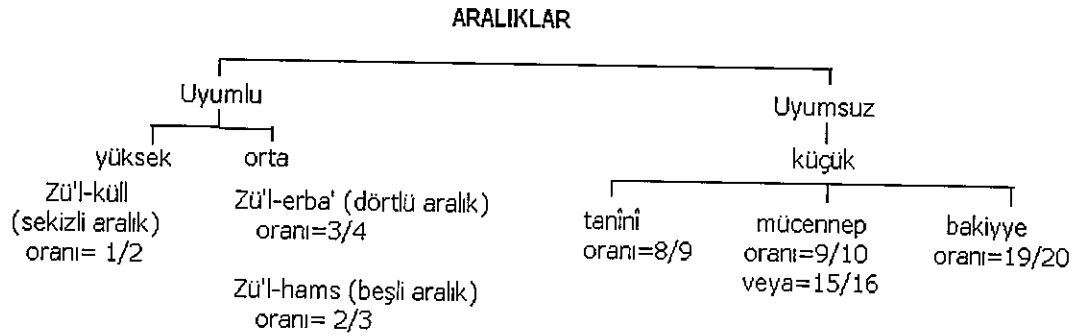 ARALIKLAR
Uyumlu
Uyumsuz
yüksek
orta
küçük
Zü'l-küll
(sekizli aralık)
oranı= 1/2
Zü'l-erba' (dörtlü aralık)
oranı=3/4
Zü'l-hams (beşli aralık)
oranı= 2/3
tanînî
oranı=8/9
mücennep
oranı=9/10
veya=15/16
bakiyye
oranı=19/20